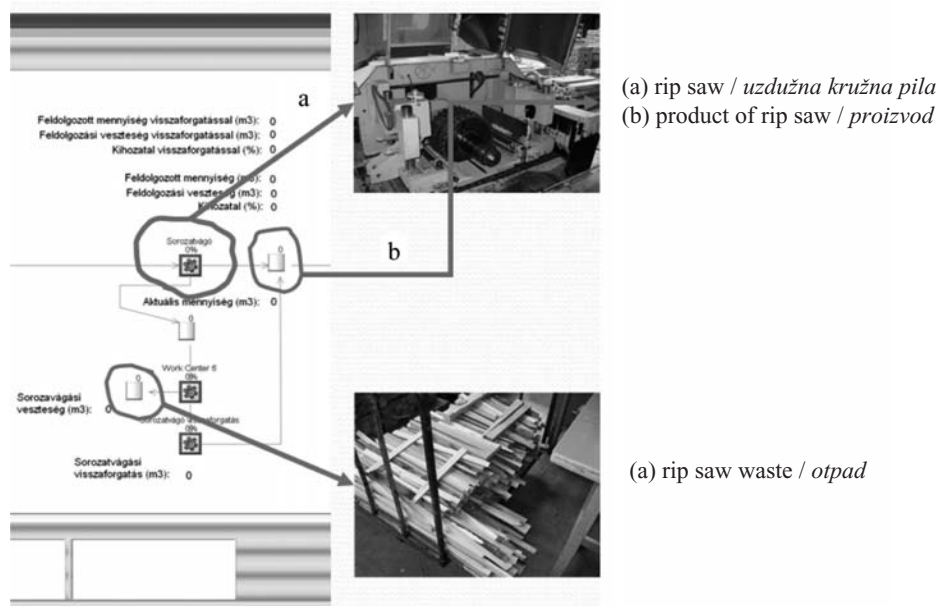 a
Feldolgozott mennyiség visszaforgatással (m3): 0
Feldolgozási veszteség visszaforgatással (m3): 0
Kihozatal visszaforgatással (%): 0
Feldolgozott mennyiség (m3): 0
Feldolgozási veszteség (m3): 0
Kihozatal (%): 0
Sorozatvágó
0%
0
b
Aktuális mennyiség (m3): 0
0
Work Center 6
0%
0
Sorozavágási
veszteség (m3): 0
Sorozatvágó visszaforgatás
0%
Sorozatvágási
visszaforgatás (m3): 0
(a) rip saw / uzdužna kružna pila
(b) product of rip saw / proizvod
(a) rip saw waste / otpad